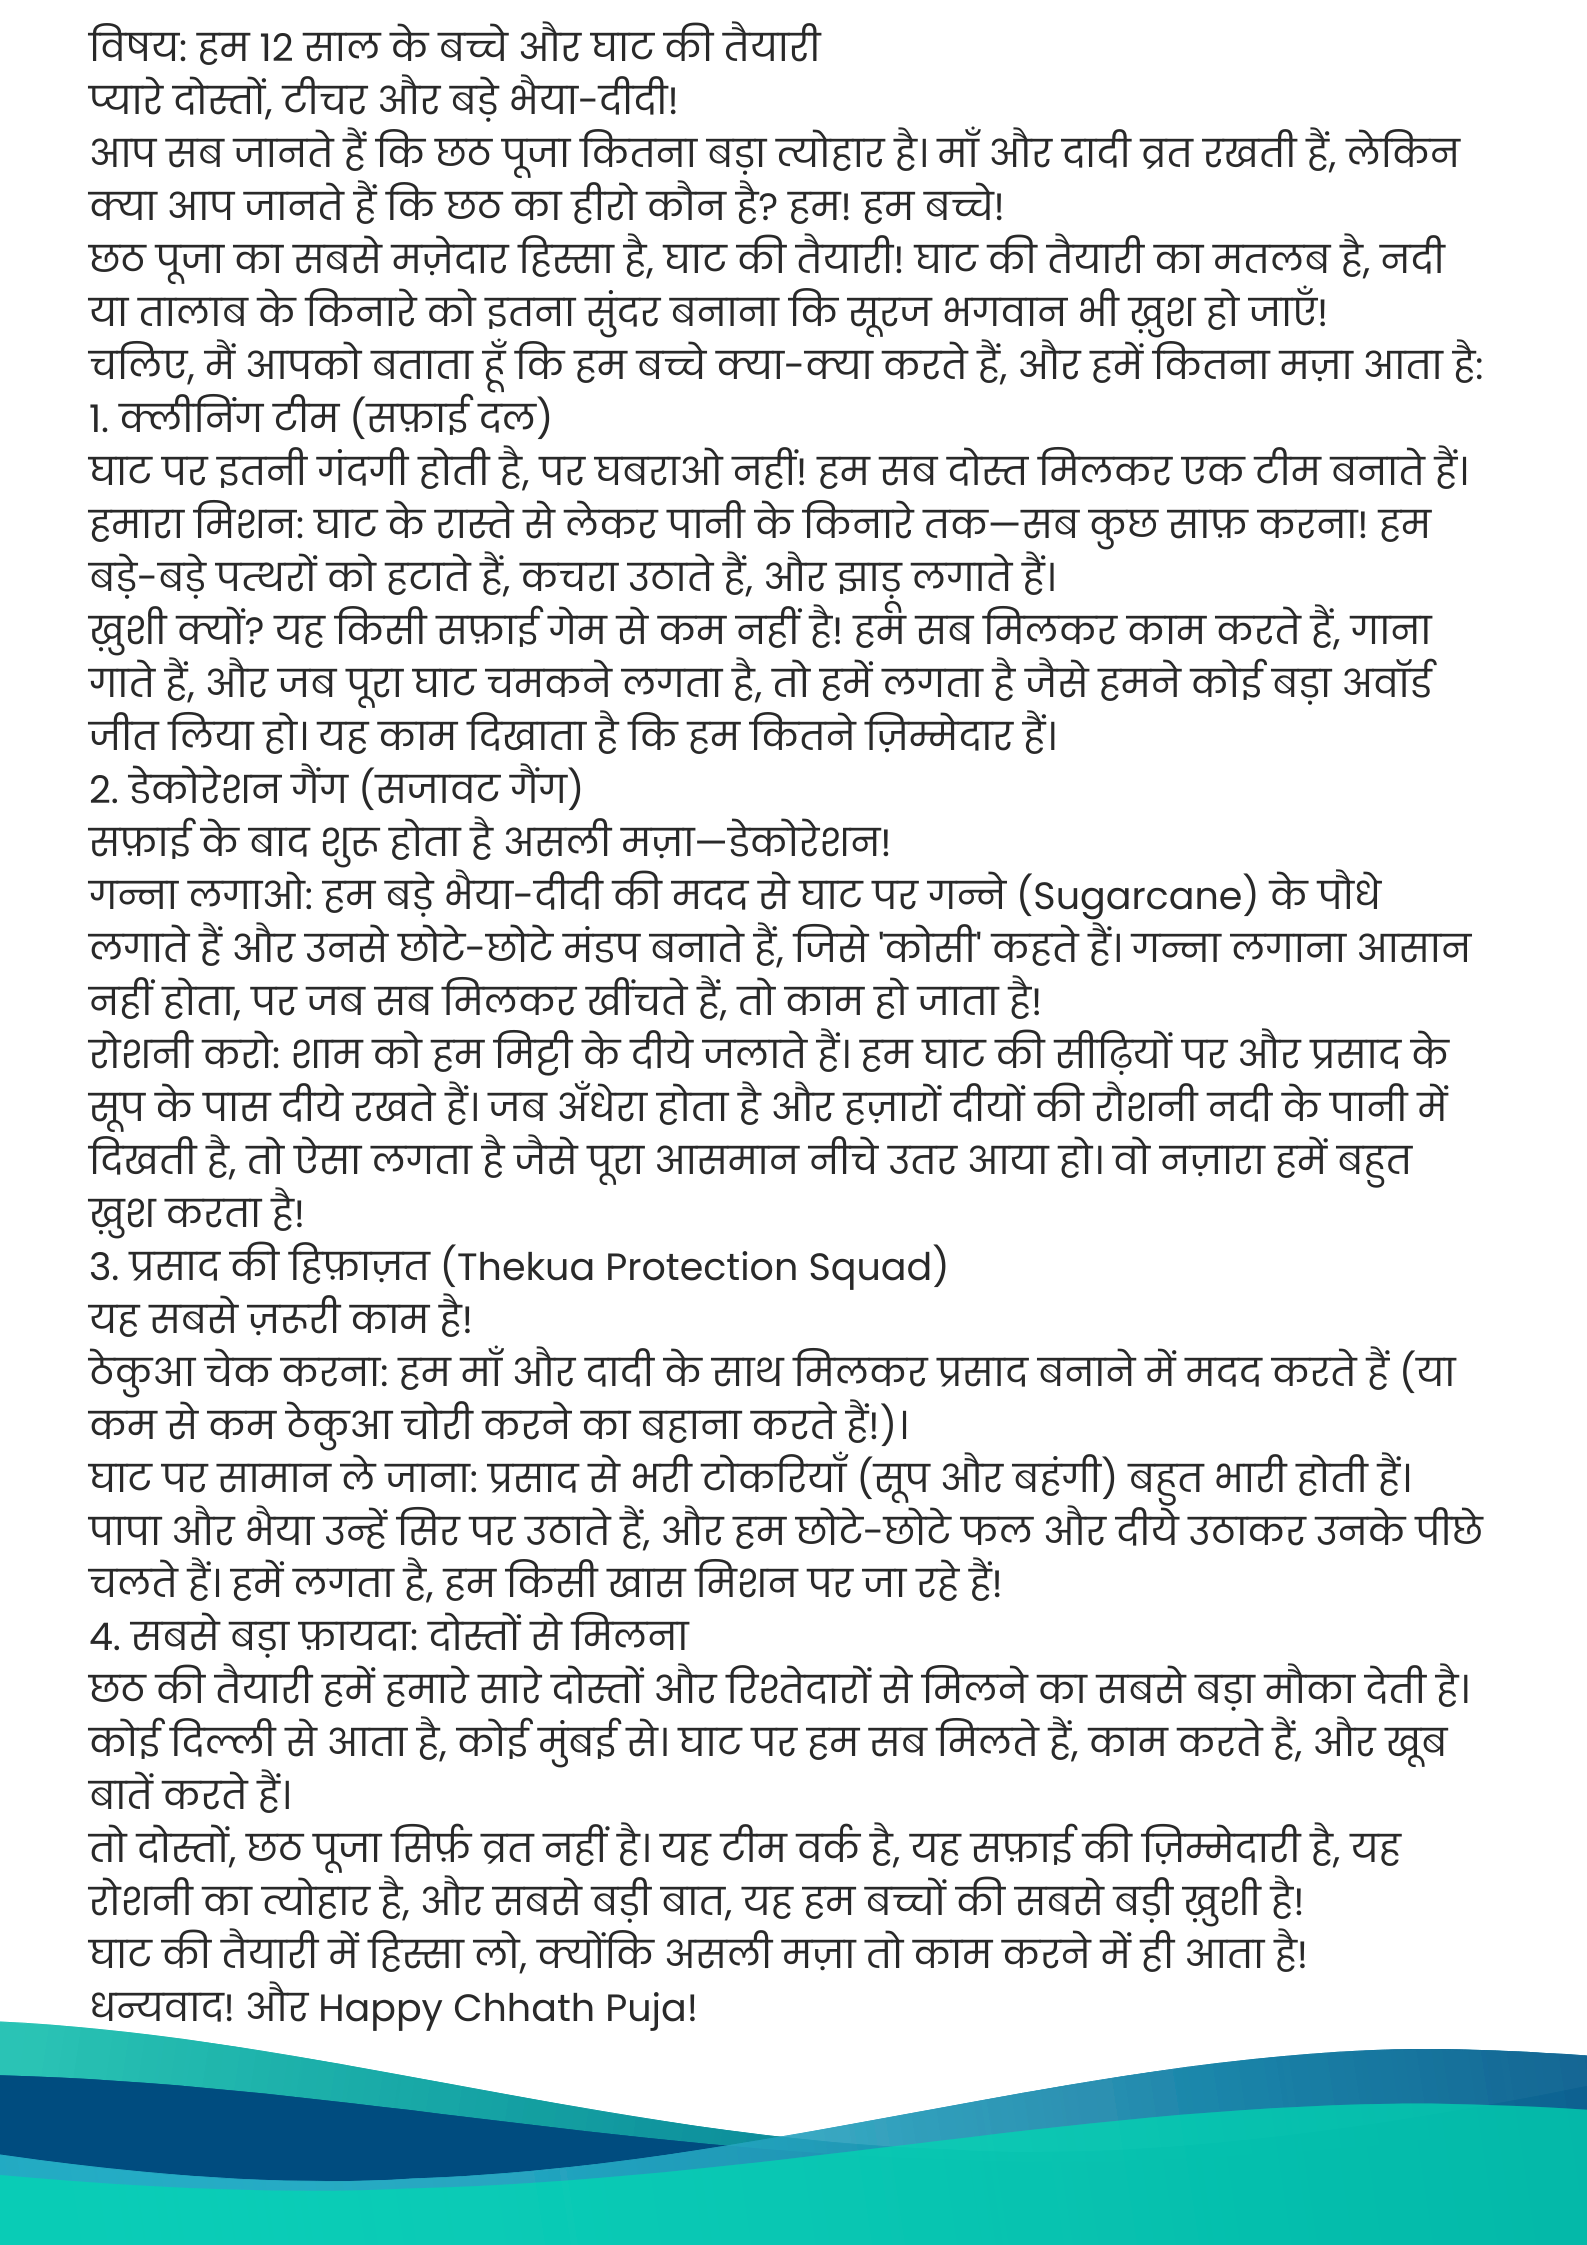 विषय: हम 12 साल के बच्चे और घाट की तैयारी
प्यारे दोस्तों, टीचर और बड़े भैया-दीदी!
आप सब जानते हैं कि छठ पूजा कितना बड़ा त्योहार है। माँ और दादी व्रत रखती हैं, लेकिन
क्या आप जानते हैं कि छठ का हीरो कौन है? हम! हम बच्चे!
छठ पूजा का सबसे मज़ेदार हिस्सा है, घाट की तैयारी! घाट की तैयारी का मतलब है, नदी
या तालाब के किनारे को इतना सुंदर बनाना कि सूरज भगवान भी ख़ुश हो जाएँ!
चलिए, मैं आपको बताता हूँ कि हम बच्चे क्या-क्या करते हैं, और हमें कितना मज़ा आता है:
1. क्लीनिंग टीम (सफ़ाई दल)
घाट पर इतनी गंदगी होती है, पर घबराओ नहीं! हम सब दोस्त मिलकर एक टीम बनाते हैं।
हमारा मिशन: घाट के रास्ते से लेकर पानी के किनारे तक—सब कुछ साफ़ करना! हम
बड़े-बड़े पत्थरों को हटाते हैं, कचरा उठाते हैं, और झाड़ू लगाते हैं।
ख़ुशी क्यों? यह किसी सफ़ाई गेम से कम नहीं है! हम सब मिलकर काम करते हैं, गाना
गाते हैं, और जब पूरा घाट चमकने लगता है, तो हमें लगता है जैसे हमने कोई बड़ा अवॉर्ड
जीत लिया हो। यह काम दिखाता है कि हम कितने ज़िम्मेदार हैं।
2. डेकोरेशन गैंग (सजावट गैंग)
सफ़ाई के बाद शुरू होता है असली मज़ा—डेकोरेशन!
गन्ना लगाओ: हम बड़े भैया-दीदी की मदद से घाट पर गन्ने (Sugarcane) के पौधे
लगाते हैं और उनसे छोटे-छोटे मंडप बनाते हैं, जिसे 'कोसी' कहते हैं। गन्ना लगाना आसान
नहीं होता, पर जब सब मिलकर खींचते हैं, तो काम हो जाता है!
रोशनी करो: शाम को हम मिट्टी के दीये जलाते हैं। हम घाट की सीढ़ियों पर और प्रसाद के
सूप के पास दीये रखते हैं। जब अँधेरा होता है और हज़ारों दीयों की रौशनी नदी के पानी में
दिखती है, तो ऐसा लगता है जैसे पूरा आसमान नीचे उतर आया हो। वो नज़ारा हमें बहुत
ख़ुश करता है!
3. प्रसाद की हिफ़ाज़त (Thekua Protection Squad)
यह सबसे ज़रूरी काम है!
ठेकुआ चेक करना: हम माँ और दादी के साथ मिलकर प्रसाद बनाने में मदद करते हैं (या
कम से कम ठेकुआ चोरी करने का बहाना करते हैं!)।
घाट पर सामान ले जाना: प्रसाद से भरी टोकरियाँ (सूप और बहंगी) बहुत भारी होती हैं।
पापा और भैया उन्हें सिर पर उठाते हैं, और हम छोटे-छोटे फल और दीये उठाकर उनके पीछे
चलते हैं। हमें लगता है, हम किसी खास मिशन पर जा रहे हैं!
4. सबसे बड़ा फ़ायदा: दोस्तों से मिलना
छठ की तैयारी हमें हमारे सारे दोस्तों और रिश्तेदारों से मिलने का सबसे बड़ा मौका देती है।
कोई दिल्ली से आता है, कोई मुंबई से। घाट पर हम सब मिलते हैं, काम करते हैं, और खूब
बातें करते हैं।
तो दोस्तों, छठ पूजा सिर्फ़ व्रत नहीं है। यह टीम वर्क है, यह सफ़ाई की ज़िम्मेदारी है, यह
रोशनी का त्योहार है, और सबसे बड़ी बात, यह हम बच्चों की सबसे बड़ी ख़ुशी है!
घाट की तैयारी में हिस्सा लो, क्योंकि असली मज़ा तो काम करने में ही आता है!
धन्यवाद! और Happy Chhath Puja!